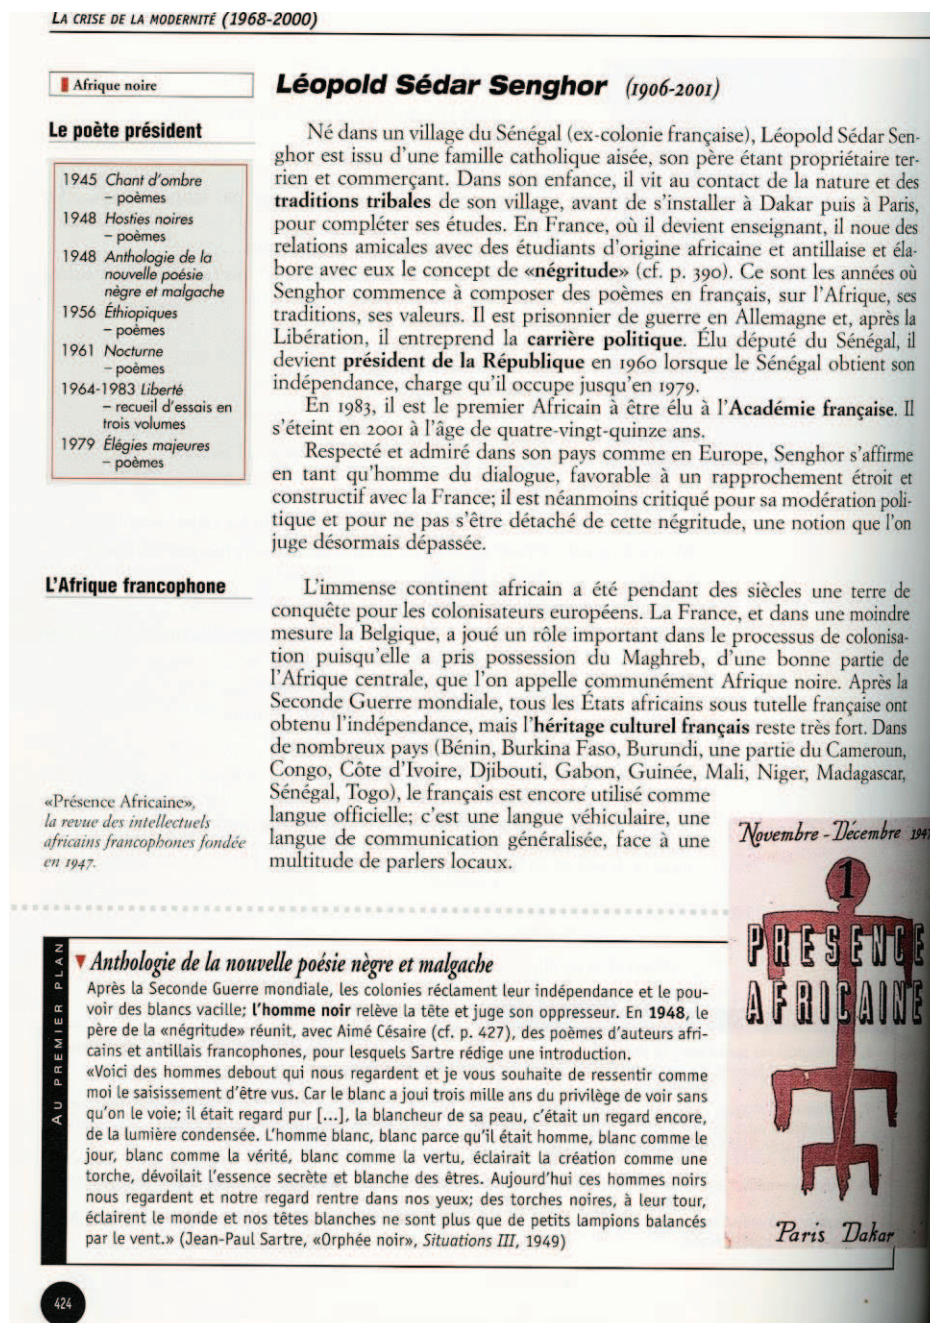 LA CRISE DE LA MODERNITÉ (1968-2000)
Afrique noire
Léopold Sédar Senghor (1906-2001)
Le poète président
1945 Chant d'ombre
– poèmes
1948 Hosties noires
– poèmes
1948 Anthologie de la
nouvelle poésie
nègre et malgache
1956 Éthiopiques
– poèmes
1961 Nocturne
– poèmes
1964-1983 Liberté
– recueil d'essais en
trois volumes
1979 Élégies majeures
– poèmes
Né dans un village du Sénégal (ex-colonie française), Léopold Sédar Sen-
ghor est issu d'une famille catholique aisée, son père étant propriétaire ter-
rien et commerçant. Dans son enfance, il vit au contact de la nature et des
traditions tribales de son village, avant de s'installer à Dakar puis à Paris,
pour compléter ses études. En France, où il devient enseignant, il noue des
relations amicales avec des étudiants d'origine africaine et antillaise et éla-
bore avec eux le concept de «négritude» (cf. p. 390). Ce sont les années où
Senghor commence à composer des poèmes en français, sur l'Afrique, ses
traditions, ses valeurs. Il est prisonnier de guerre en Allemagne et, après la
Libération, il entreprend la carrière politique. Élu député du Sénégal, il
devient président de la République en 1960 lorsque le Sénégal obtient son
indépendance, charge qu'il occupe jusqu'en 1979.
En 1983, il est le premier Africain à être élu à l'Académie française. Il
s'éteint en 2001 à l'âge de quatre-vingt-quinze ans.
Respecté et admiré dans son pays comme en Europe, Senghor s'affirme
en tant qu'homme du dialogue, favorable à un rapprochement étroit et
constructif avec la France; il est néanmoins critiqué pour sa modération poli-
tique et pour ne pas s'être détaché de cette négritude, une notion que l'on
juge désormais dépassée.
L'Afrique francophone
L'immense continent africain a été pendant des siècles une terre de
conquête pour les colonisateurs européens. La France, et dans une moindre
mesure la Belgique, a joué un rôle important dans le processus de colonisa-
tion puisqu'elle a pris possession du Maghreb, d'une bonne partie de
l'Afrique centrale, que l'on appelle communément Afrique noire. Après la
Seconde Guerre mondiale, tous les États africains sous tutelle française ont
obtenu l'indépendance, mais l'héritage culturel français reste très fort. Dans
de nombreux pays (Bénin, Burkina Faso, Burundi, une partie du Cameroun,
Congo, Côte d'Ivoire, Djibouti, Gabon, Guinée, Mali, Niger, Madagascar,
Sénégal, Togo), le français est encore utilisé comme
langue officielle; c'est une langue véhiculaire, une
langue de communication généralisée, face à une
multitude de parlers locaux.
«Présence Africaine»,
la revue des intellectuels
africains francophones fondée
en 1947.
Novembre - Décembre 1947
1
PRESENCE
AFRICAINE
Paris Dakar
AU PREMIER PLAN
Anthologie de la nouvelle poésie nègre et malgache
Après la Seconde Guerre mondiale, les colonies réclament leur indépendance et le pou-
voir des blancs vacille; l'homme noir relève la tête et juge son oppresseur. En 1948, le
père de la «négritude» réunit, avec Aimé Césaire (cf. p. 427), des poèmes d'auteurs afri-
cains et antillais francophones, pour lesquels Sartre rédige une introduction.
«Voici des hommes debout qui nous regardent et je vous souhaite de ressentir comme
moi le saisissement d'être vus. Car le blanc a joui trois mille ans du privilège de voir sans
qu'on le voie; il était regard pur [...], la blancheur de sa peau, c'était un regard encore,
de la lumière condensée. L'homme blanc, blanc parce qu'il était homme, blanc comme le
jour, blanc comme la vérité, blanc comme la vertu, éclairait la création comme une
torche, dévoilait l'essence secrète et blanche des êtres. Aujourd'hui ces hommes noirs
nous regardent et notre regard rentre dans nos yeux; des torches noires, à leur tour,
éclairent le monde et nos têtes blanches ne sont plus que de petits lampions balancés
par le vent.» (Jean-Paul Sartre, «Orphée noir», Situations III, 1949)
424